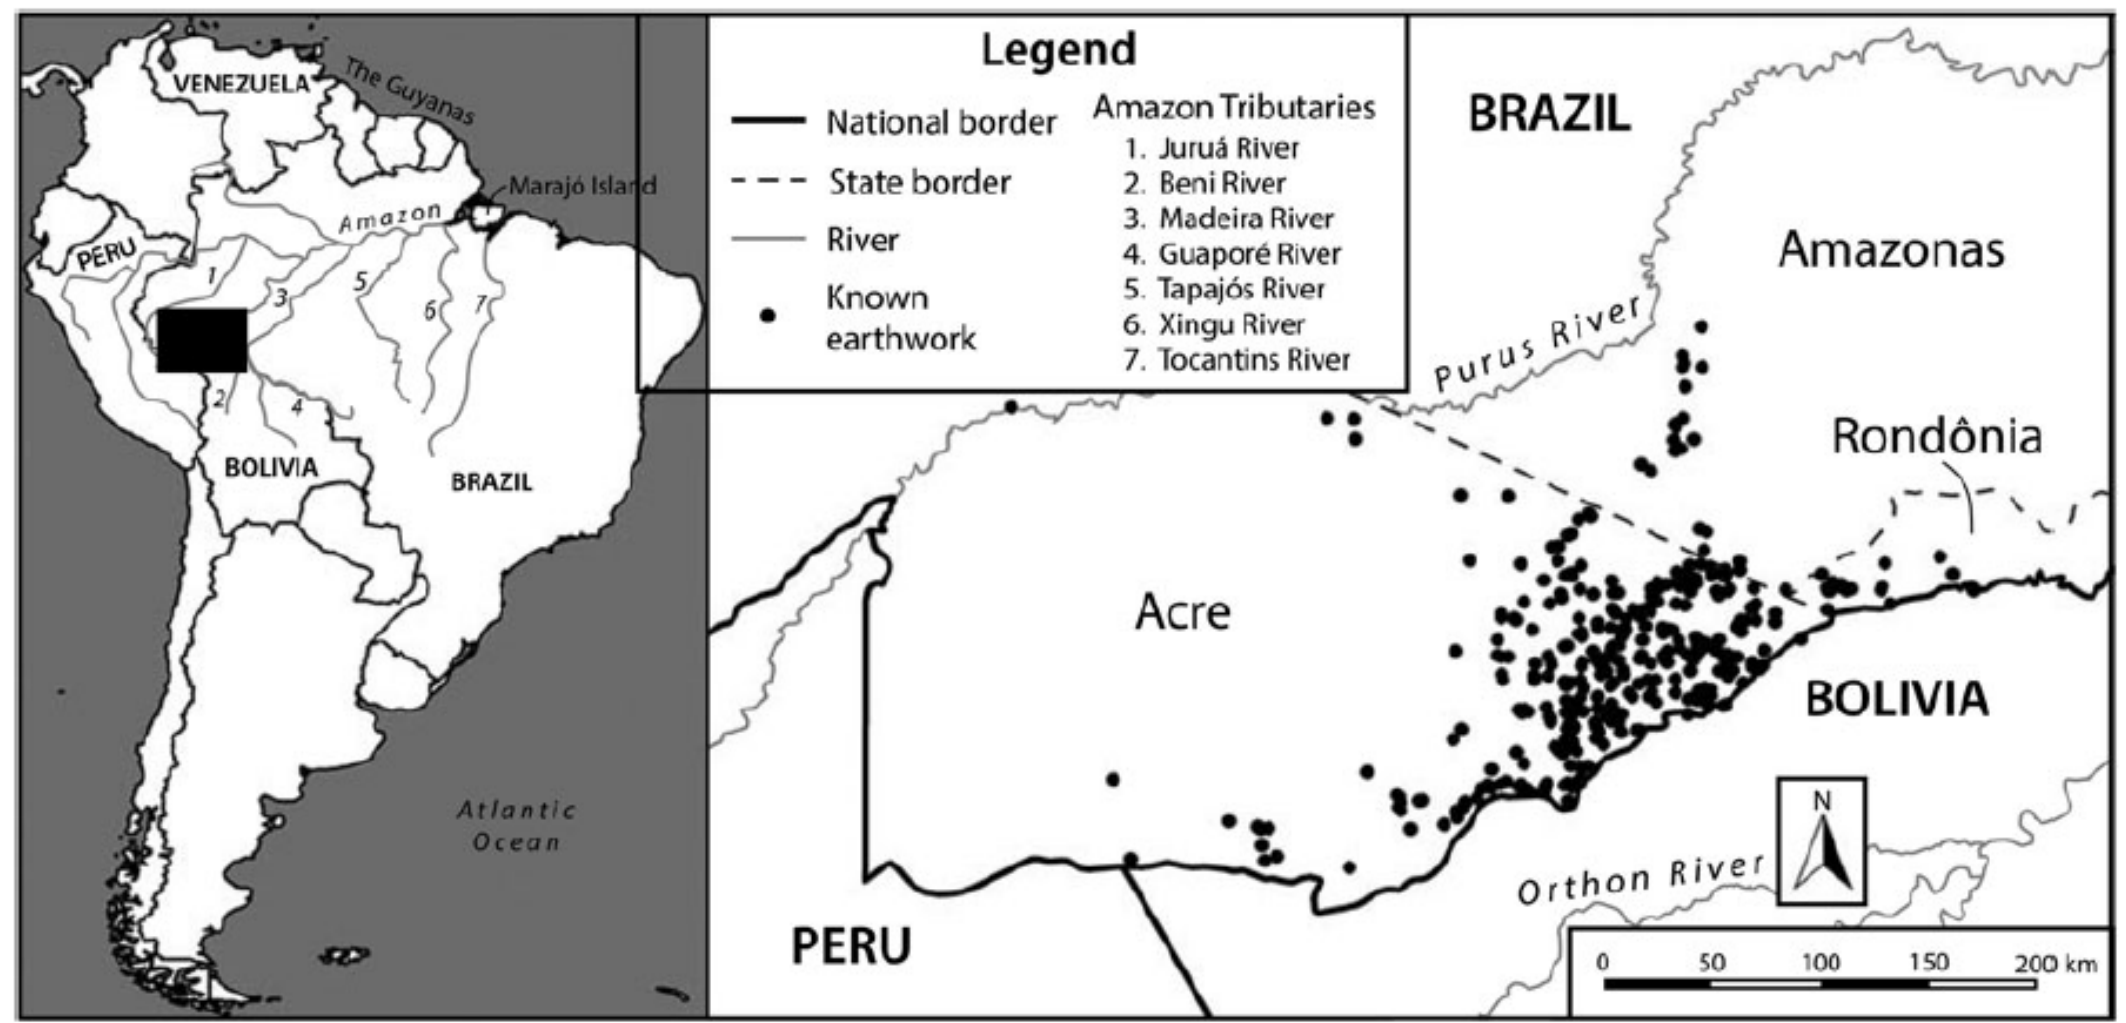 VENEZUELA
The Guyanas
Marajó Island
Amazon
PERU
1
3
5
6
7
2
4
BOLIVIA
BRAZIL
Atlantic
Ocean
Legend
National border
State border
River
Known
earthwork
Amazon Tributaries
1. Juruá River
2. Beni River
3. Madeira River
4. Guaporé River
5. Tapajós River
6. Xingu River
7. Tocantins River
BRAZIL
Amazonas
Purus River
Rondônia
Acre
BOLIVIA
N
Orthon River
PERU
0 50 100 150 200 km